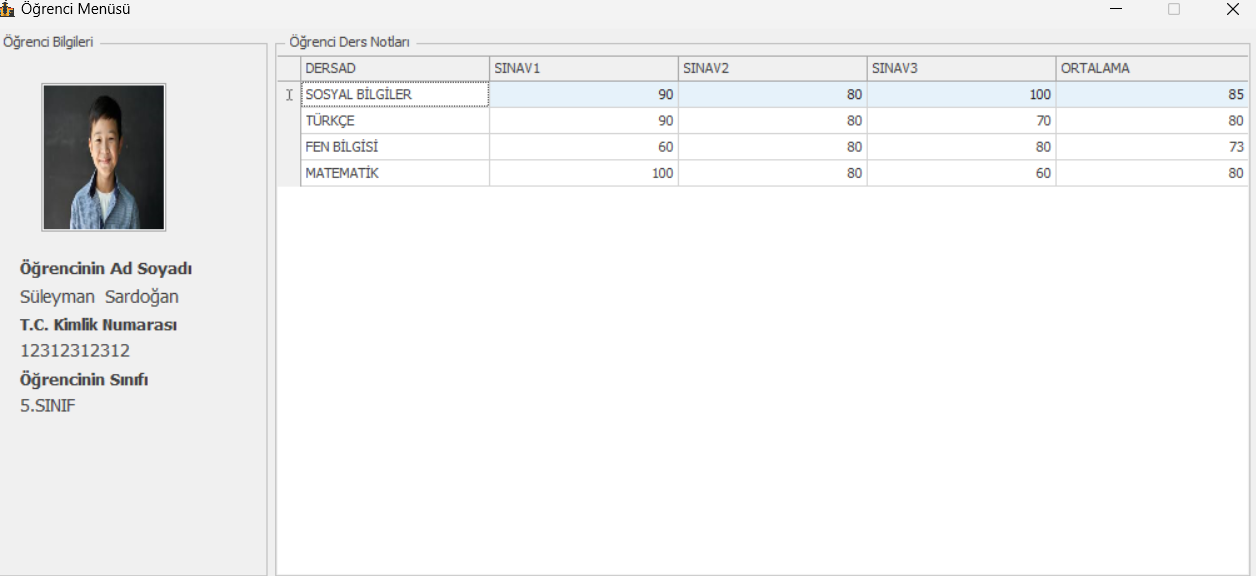 Öğrenci Menüsü
Öğrenci Bilgileri
Öğrencinin Ad Soyadı
Süleyman  Sardoğan
T.C. Kimlik Numarası
12312312312
Öğrencinin Sınıfı
5.SINIF
Öğrenci Ders Notları
DERSAD SINAV1 SINAV2 SINAV3 ORTALAMA
SOSYAL BİLGİLER 90 80 100 85
TÜRKÇE 90 80 70 80
FEN BİLGİSİ 60 80 80 73
MATEMATİK 100 80 60 80